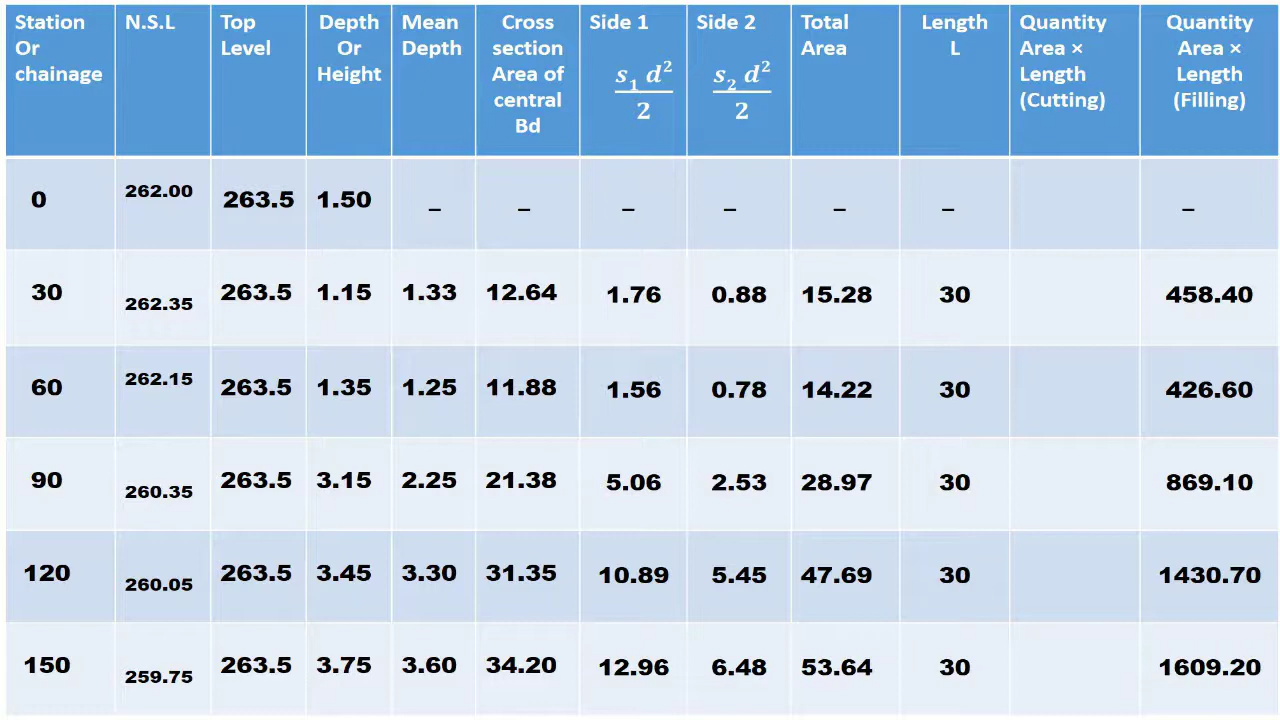 Station Or chainage | N.S.L | Top Level | Depth Or Height | Mean Depth | Cross section Area of central Bd | Side 1 s₁ d²/2 | Side 2 s₂ d²/2 | Total Area | Length L | Quantity Area × Length (Cutting) | Quantity Area × Length (Filling)
0 | 262.00 | 263.5 | 1.50 | – | – | – | – | – | – | | –
30 | 262.35 | 263.5 | 1.15 | 1.33 | 12.64 | 1.76 | 0.88 | 15.28 | 30 | | 458.40
60 | 262.15 | 263.5 | 1.35 | 1.25 | 11.88 | 1.56 | 0.78 | 14.22 | 30 | | 426.60
90 | 260.35 | 263.5 | 3.15 | 2.25 | 21.38 | 5.06 | 2.53 | 28.97 | 30 | | 869.10
120 | 260.05 | 263.5 | 3.45 | 3.30 | 31.35 | 10.89 | 5.45 | 47.69 | 30 | | 1430.70
150 | 259.75 | 263.5 | 3.75 | 3.60 | 34.20 | 12.96 | 6.48 | 53.64 | 30 | | 1609.20